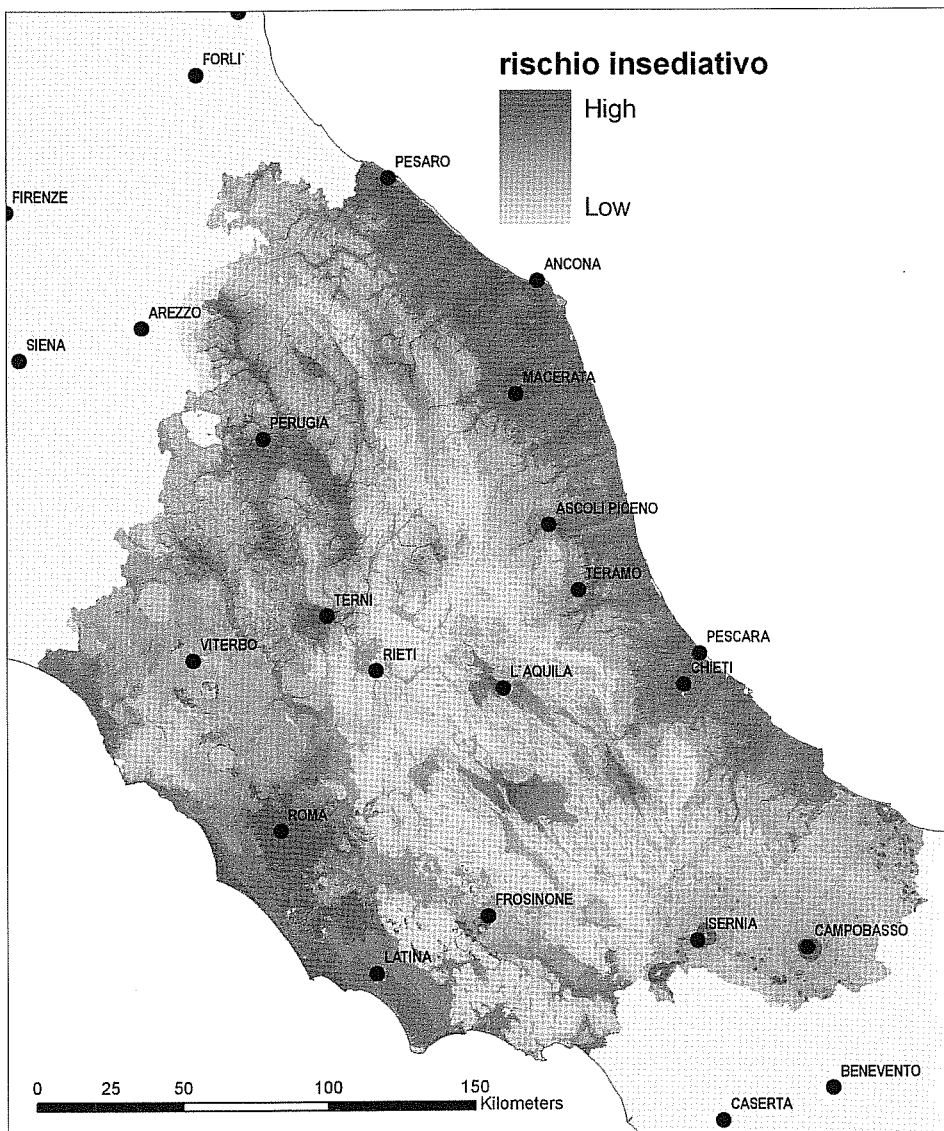 FORLI`
rischio insediativo
High
Low
PESARO
FIRENZE
ANCONA
AREZZO
SIENA
MACERATA
PERUGIA
ASCOLI PICENO
TERAMO
TERNI
PESCARA
VITERBO
RIETI
L`AQUILA
CHIETI
ROMA
FROSINONE
ISERNIA
CAMPOBASSO
LATINA
0 25 50 100 150
Kilometers
BENEVENTO
CASERTA